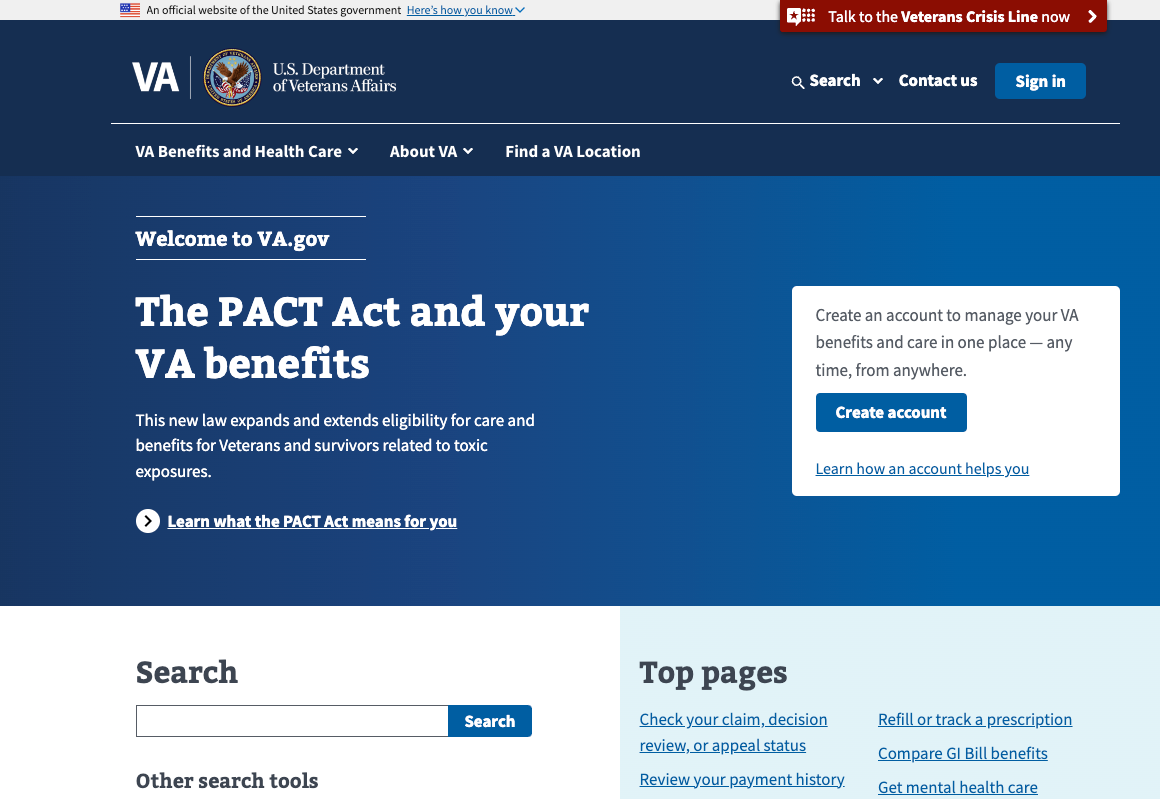 An official website of the United States government Here's how you know
Talk to the Veterans Crisis Line now
VA
U.S. Department
of Veterans Affairs
Search
Contact us
Sign in
VA Benefits and Health Care
About VA
Find a VA Location
Welcome to VA.gov
The PACT Act and your
VA benefits
This new law expands and extends eligibility for care and
benefits for Veterans and survivors related to toxic
exposures.
Learn what the PACT Act means for you
Create an account to manage your VA
benefits and care in one place — any
time, from anywhere.
Create account
Learn how an account helps you
Search
Search
Other search tools
Top pages
Check your claim, decision
review, or appeal status
Review your payment history
Refill or track a prescription
Compare GI Bill benefits
Get mental health care